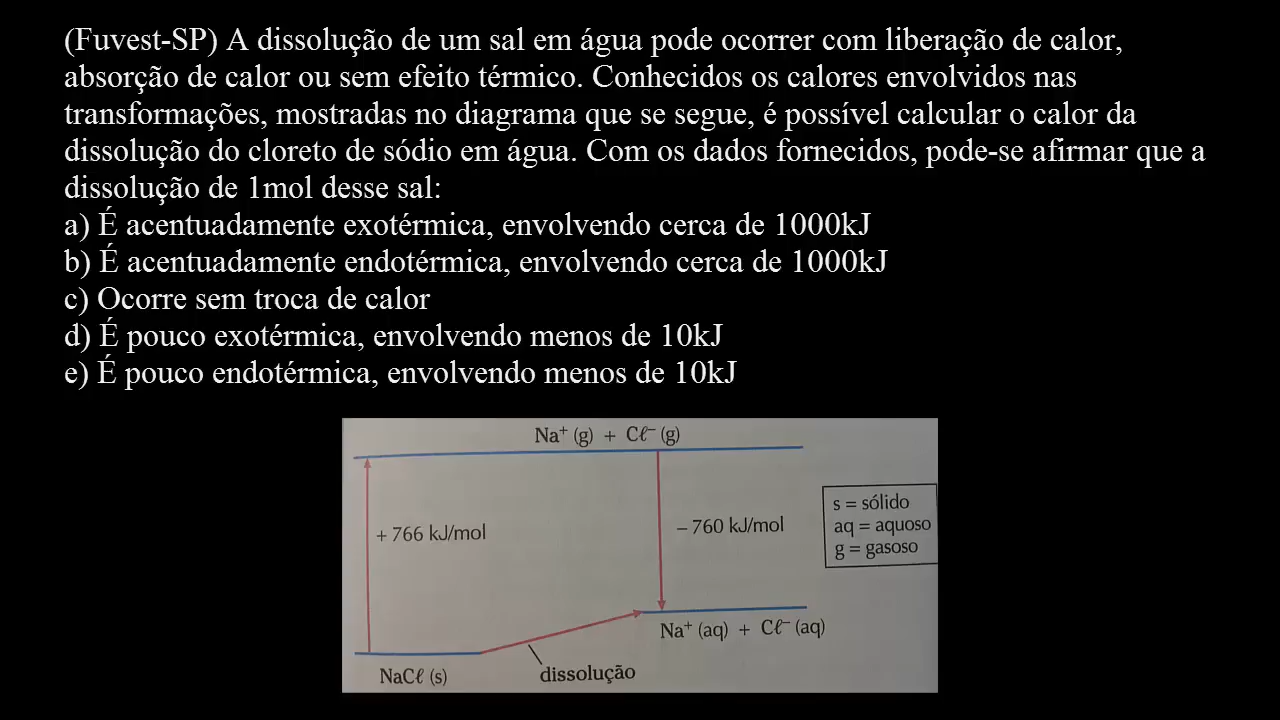 (Fuvest-SP) A dissolução de um sal em água pode ocorrer com liberação de calor,
absorção de calor ou sem efeito térmico. Conhecidos os calores envolvidos nas
transformações, mostradas no diagrama que se segue, é possível calcular o calor da
dissolução do cloreto de sódio em água. Com os dados fornecidos, pode-se afirmar que a
dissolução de 1mol desse sal:
a) É acentuadamente exotérmica, envolvendo cerca de 1000kJ
b) É acentuadamente endotérmica, envolvendo cerca de 1000kJ
c) Ocorre sem troca de calor
d) É pouco exotérmica, envolvendo menos de 10kJ
e) É pouco endotérmica, envolvendo menos de 10kJ
Na⁺ (g) + Cℓ⁻ (g)
+ 766 kJ/mol
– 760 kJ/mol
s = sólido
aq = aquoso
g = gasoso
Na⁺ (aq) + Cℓ⁻ (aq)
NaCℓ (s)
dissolução